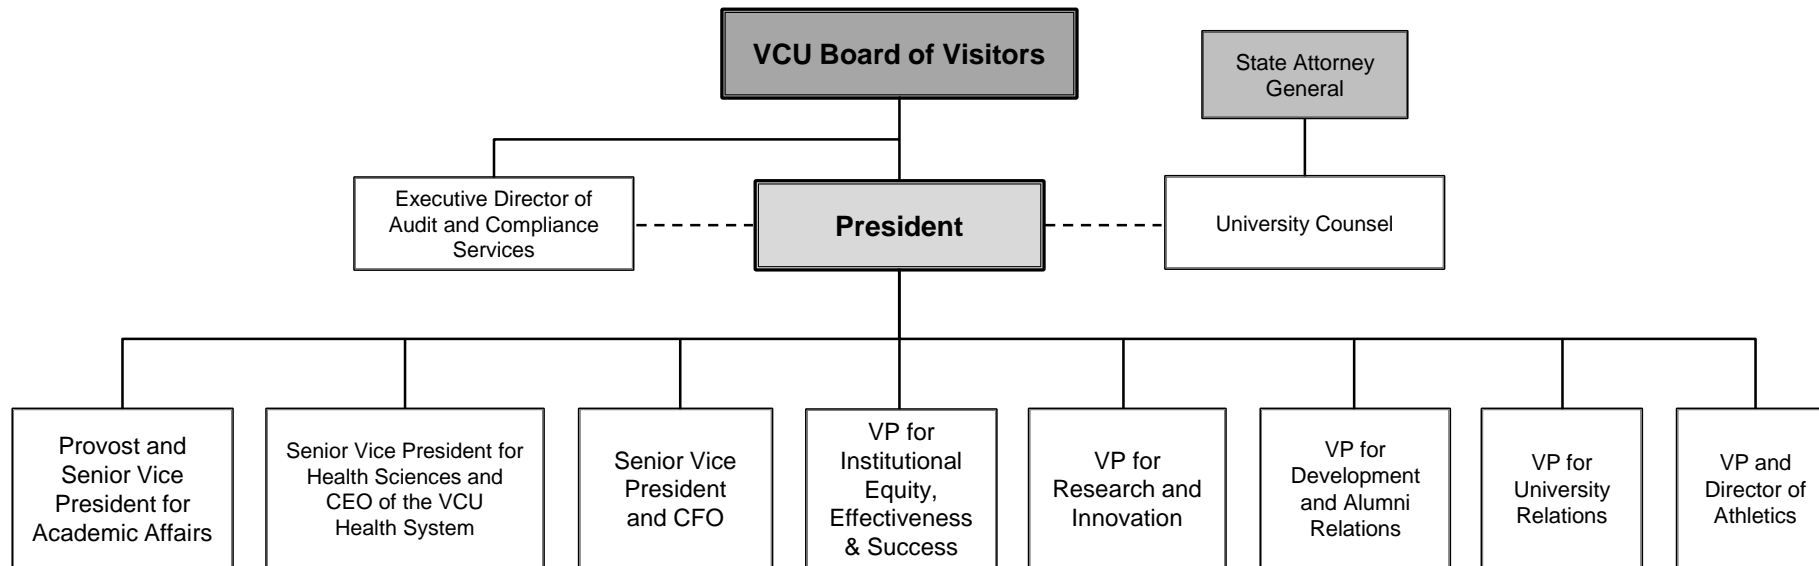 VCU Board of Visitors
State Attorney
General
Executive Director of
Audit and Compliance
Services
President
University Counsel
Provost and
Senior Vice
President for
Academic Affairs
Senior Vice President for
Health Sciences and
CEO of the VCU
Health System
Senior Vice
President
and CFO
VP for
Institutional
Equity,
Effectiveness
& Success
VP for
Research and
Innovation
VP for
Development
and Alumni
Relations
VP for
University
Relations
VP and
Director of
Athletics